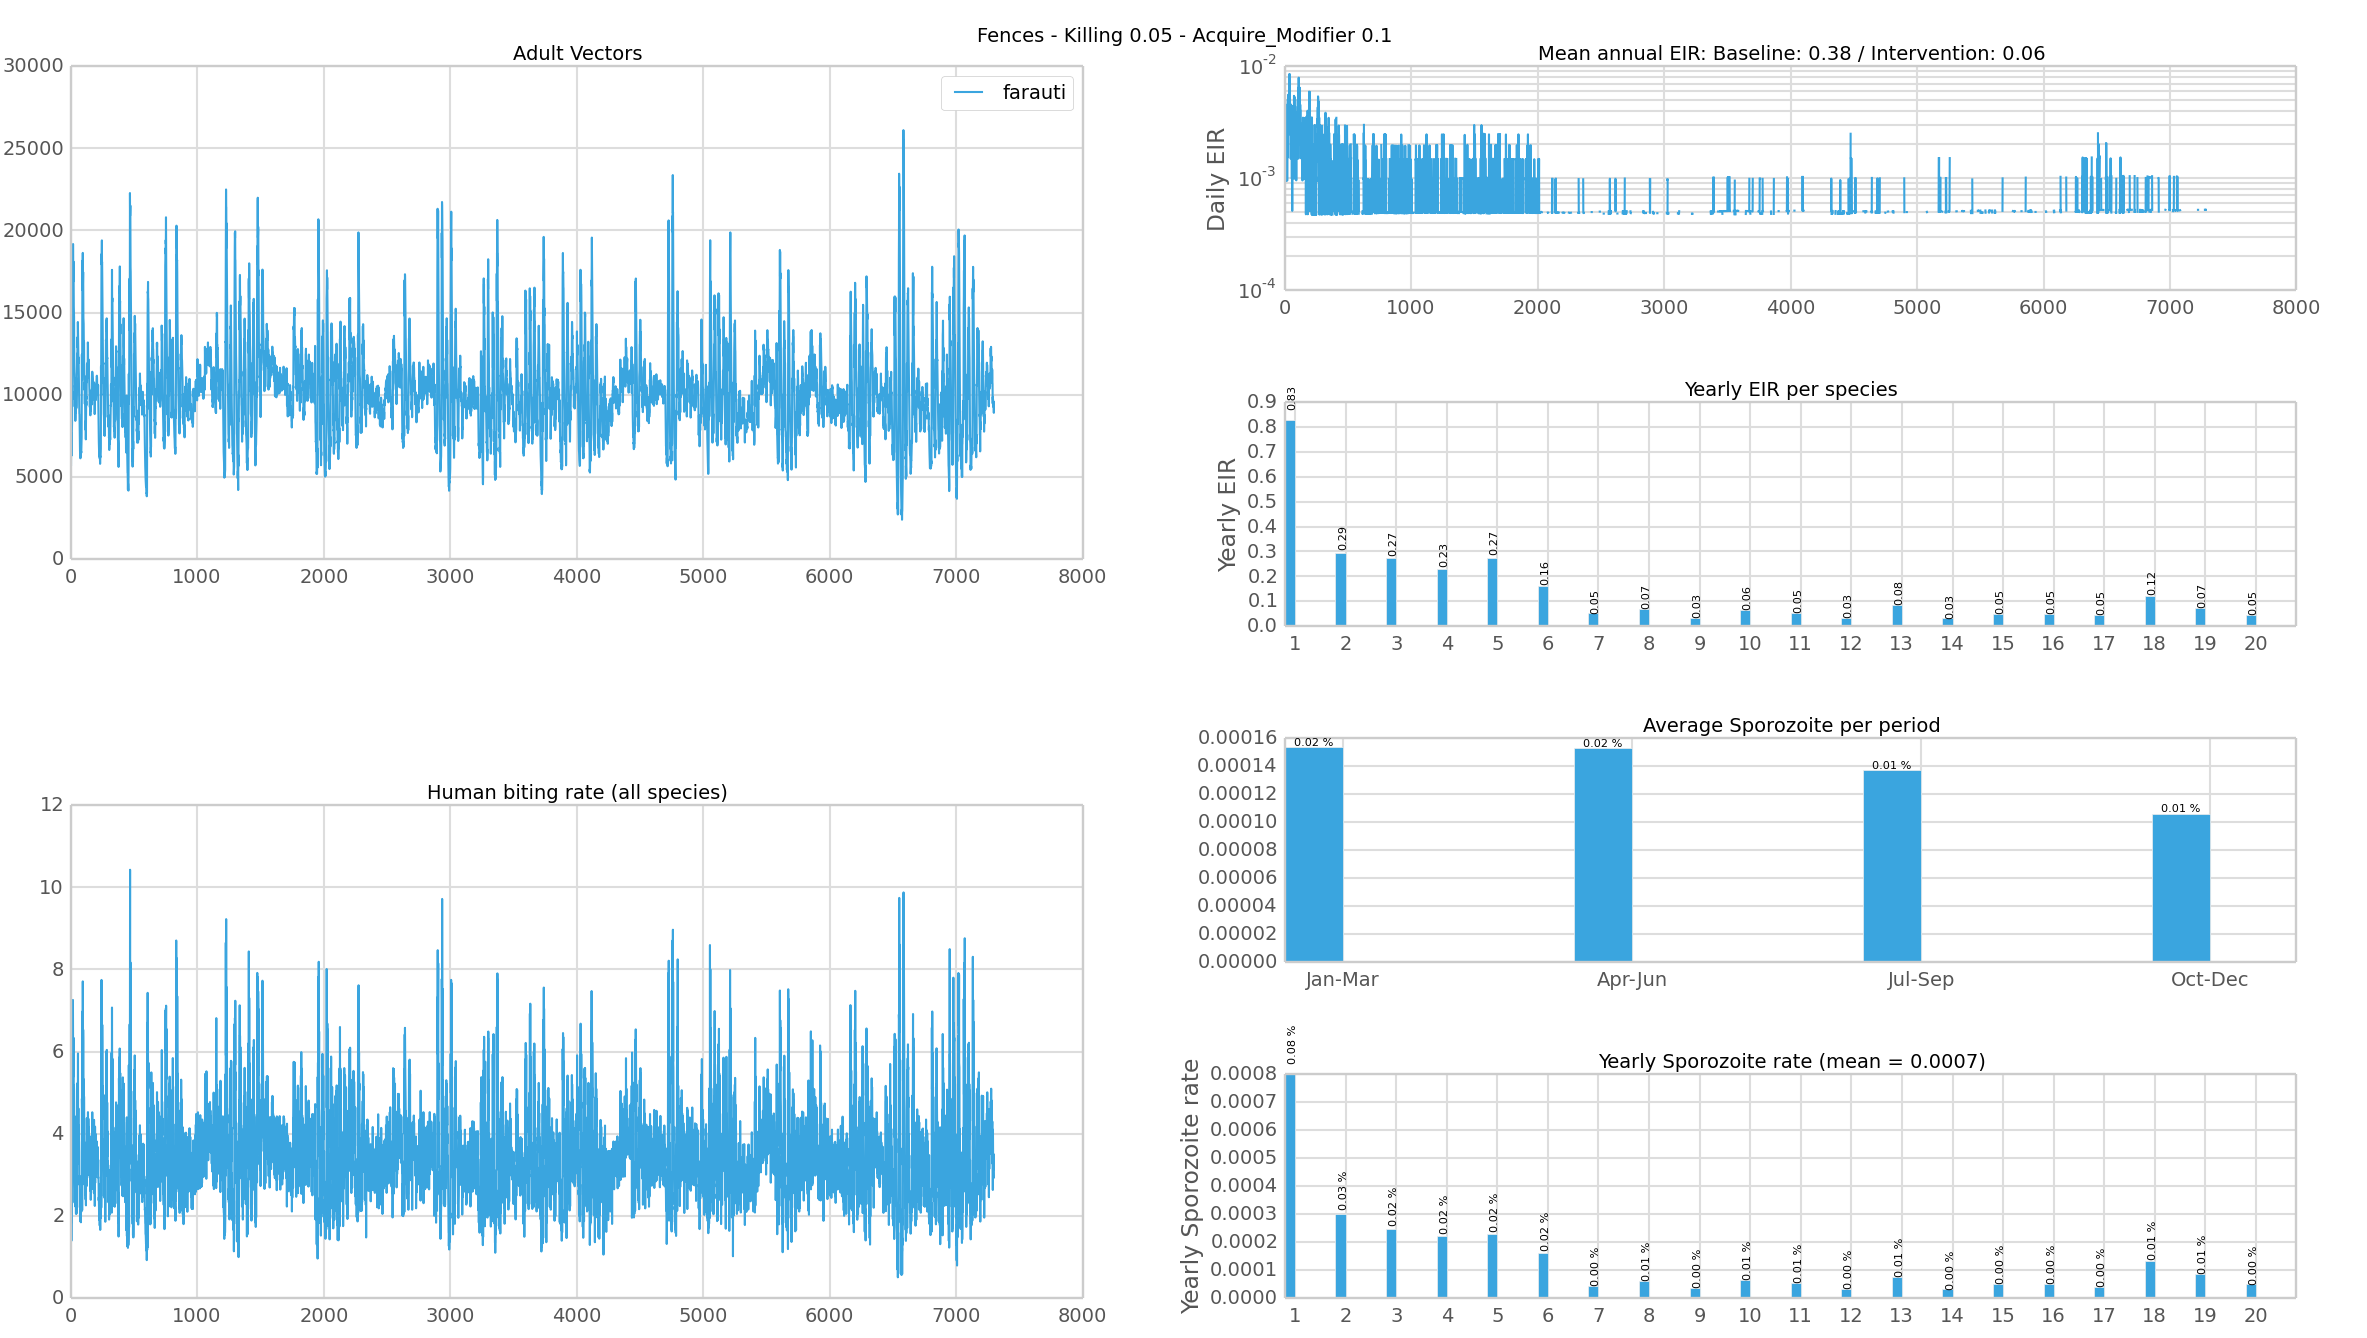 Fences - Killing 0.05 - Acquire_Modifier 0.1
Adult Vectors
30000
25000
20000
15000
10000
5000
0
farauti
0 1000 2000 3000 4000 5000 6000 7000 8000
Human biting rate (all species)
12
10
8
6
4
2
0
0 1000 2000 3000 4000 5000 6000 7000 8000
Mean annual EIR: Baseline: 0.38 / Intervention: 0.06
Daily EIR
10-2
10-3
10-4
0 1000 2000 3000 4000 5000 6000 7000 8000
Yearly EIR per species
Yearly EIR
0.9
0.8
0.7
0.6
0.5
0.4
0.3
0.2
0.1
0.0
0.83 0.29 0.27 0.23 0.27 0.16 0.05 0.07 0.03 0.06 0.05 0.03 0.08 0.03 0.05 0.05 0.05 0.12 0.07 0.05
1 2 3 4 5 6 7 8 9 10 11 12 13 14 15 16 17 18 19 20
Average Sporozoite per period
0.00016
0.00014
0.00012
0.00010
0.00008
0.00006
0.00004
0.00002
0.00000
0.02 % 0.02 % 0.01 % 0.01 %
Jan-Mar Apr-Jun Jul-Sep Oct-Dec
Yearly Sporozoite rate (mean = 0.0007)
Yearly Sporozoite rate
0.0008
0.0007
0.0006
0.0005
0.0004
0.0003
0.0002
0.0001
0.0000
0.08 % 0.03 % 0.02 % 0.02 % 0.02 % 0.02 % 0.00 % 0.01 % 0.00 % 0.01 % 0.01 % 0.00 % 0.01 % 0.00 % 0.00 % 0.00 % 0.00 % 0.01 % 0.01 % 0.00 %
1 2 3 4 5 6 7 8 9 10 11 12 13 14 15 16 17 18 19 20